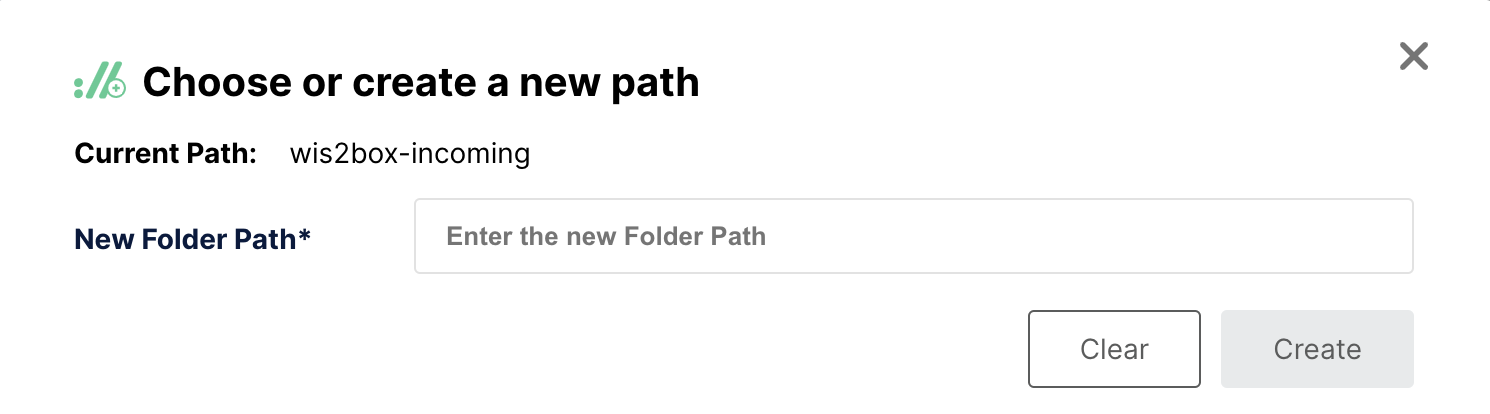 Choose or create a new path
Current Path: wis2box-incoming
New Folder Path* Enter the new Folder Path
Clear Create